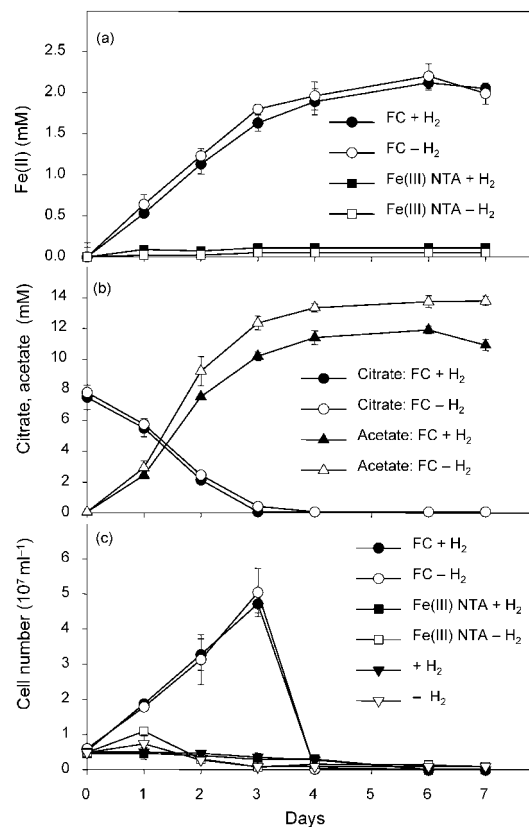 (a)
2.5
2.0
1.5
1.0
0.5
0.0
Fe(II) (mM)
FC + H₂
FC – H₂
Fe(III) NTA + H₂
Fe(III) NTA – H₂
(b)
14
12
10
8
6
4
2
0
Citrate, acetate (mM)
Citrate: FC + H₂
Citrate: FC – H₂
Acetate: FC + H₂
Acetate: FC – H₂
(c)
6
5
4
3
2
1
0
Cell number (10⁷ ml⁻¹)
FC + H₂
FC – H₂
Fe(III) NTA + H₂
Fe(III) NTA – H₂
+ H₂
– H₂
0 1 2 3 4 5 6 7
Days